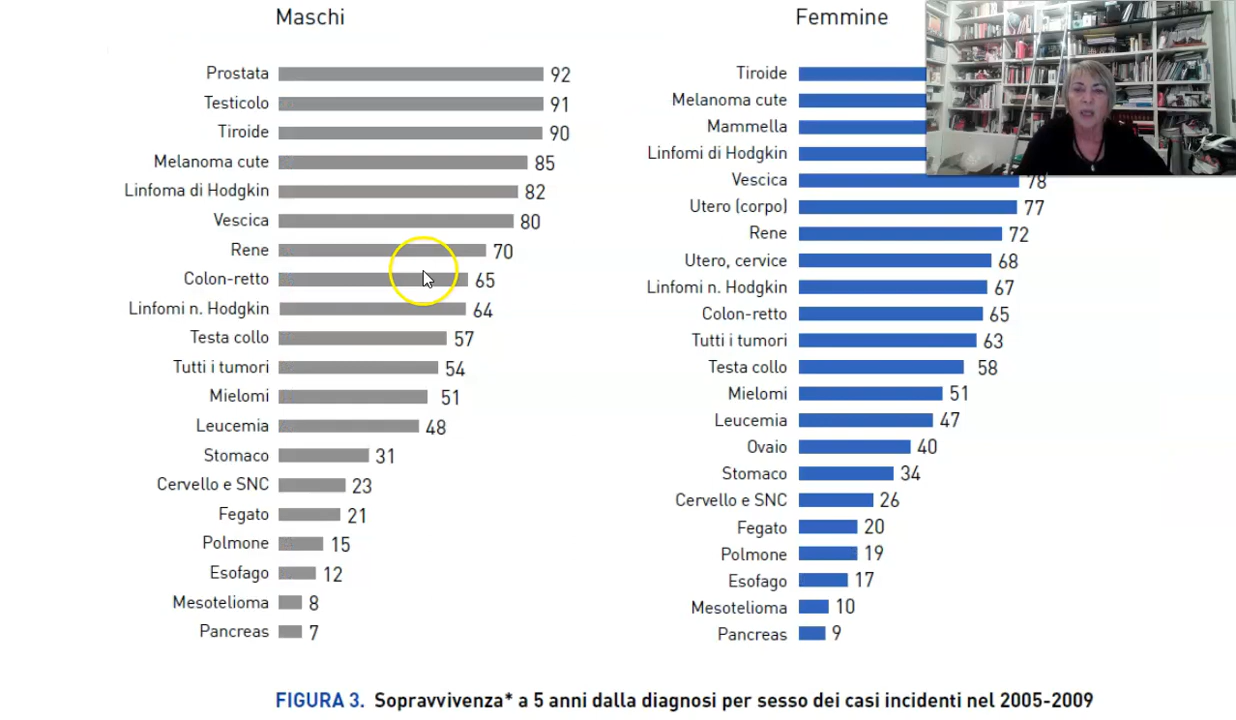 Maschi
Prostata 92
Testicolo 91
Tiroide 90
Melanoma cute 85
Linfoma di Hodgkin 82
Vescica 80
Rene 70
Colon-retto 65
Linfomi n. Hodgkin 64
Testa collo 57
Tutti i tumori 54
Mielomi 51
Leucemia 48
Stomaco 31
Cervello e SNC 23
Fegato 21
Polmone 15
Esofago 12
Mesotelioma 8
Pancreas 7
Femmine
Tiroide
Melanoma cute
Mammella
Linfomi di Hodgkin
Vescica 78
Utero (corpo) 77
Rene 72
Utero, cervice 68
Linfomi n. Hodgkin 67
Colon-retto 65
Tutti i tumori 63
Testa collo 58
Mielomi 51
Leucemia 47
Ovaio 40
Stomaco 34
Cervello e SNC 26
Fegato 20
Polmone 19
Esofago 17
Mesotelioma 10
Pancreas 9
FIGURA 3. Sopravvivenza* a 5 anni dalla diagnosi per sesso dei casi incidenti nel 2005-2009